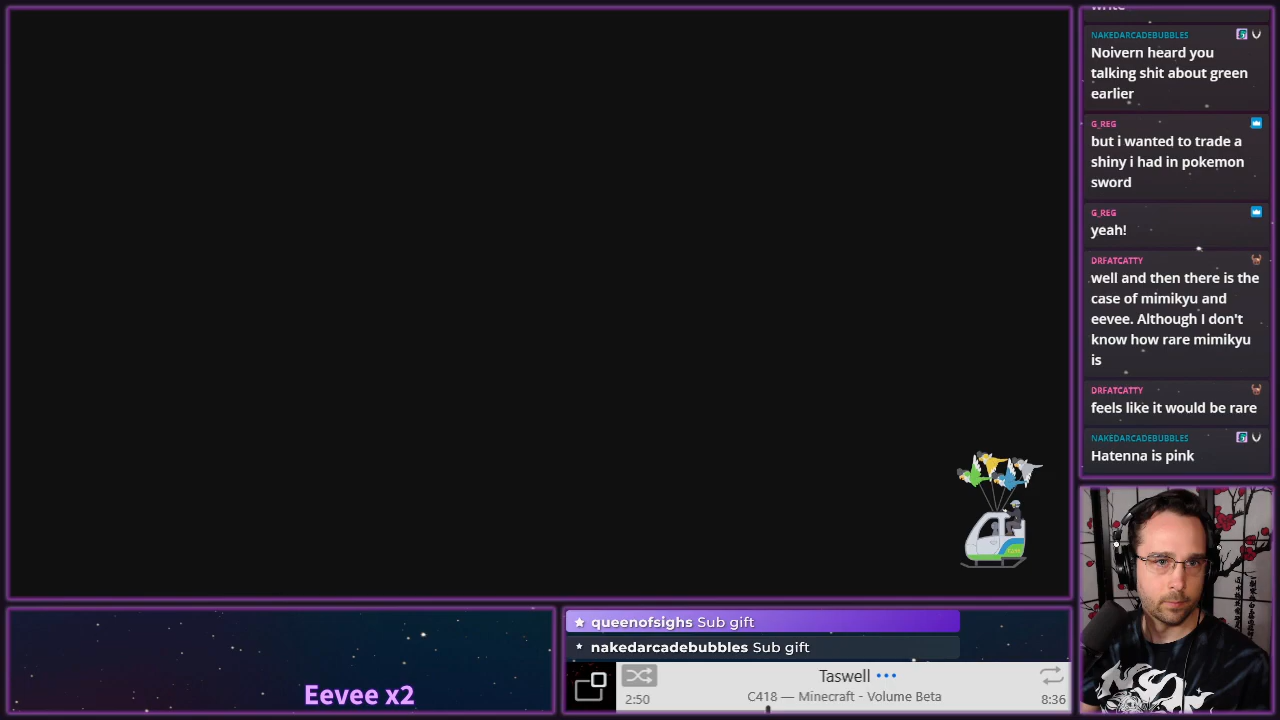 write
NAKEDARCADEBUBBLES
Noivern heard you
talking shit about green
earlier
G_REG
but i wanted to trade a
shiny i had in pokemon
sword
G_REG
yeah!
DRFATCATTY
well and then there is the
case of mimikyu and
eevee. Although I don't
know how rare mimikyu
is
DRFATCATTY
feels like it would be rare
NAKEDARCADEBUBBLES
Hatenna is pink
Eevee x2
queenofsighs Sub gift
nakedarcadebubbles Sub gift
Taswell
2:50
C418 — Minecraft - Volume Beta
8:36